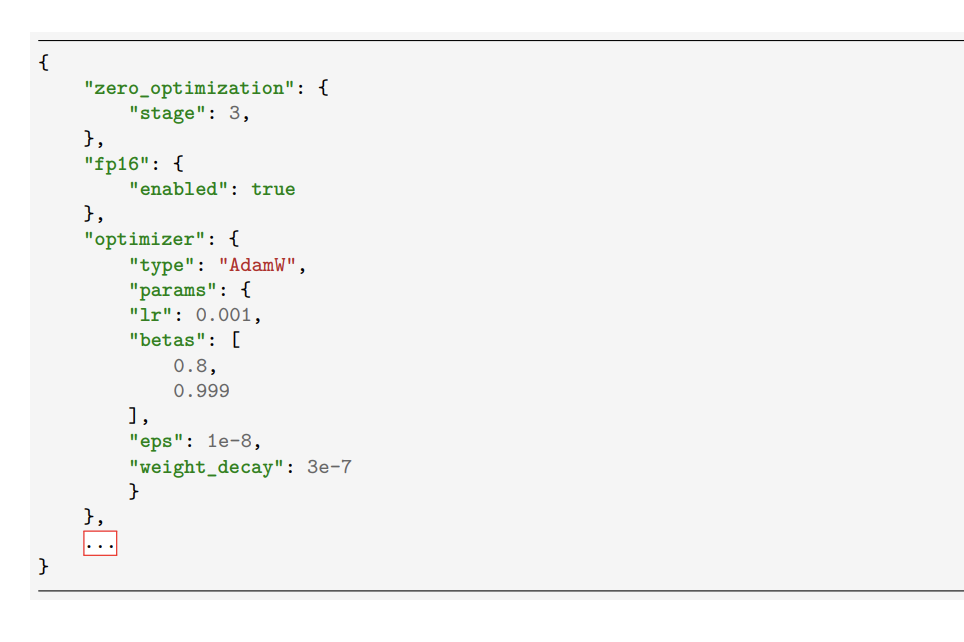 {
    "zero_optimization": {
        "stage": 3,
    },
    "fp16": {
        "enabled": true
    },
    "optimizer": {
        "type": "AdamW",
        "params": {
        "lr": 0.001,
        "betas": [
            0.8,
            0.999
        ],
        "eps": 1e-8,
        "weight_decay": 3e-7
        }
    },
    ...
}